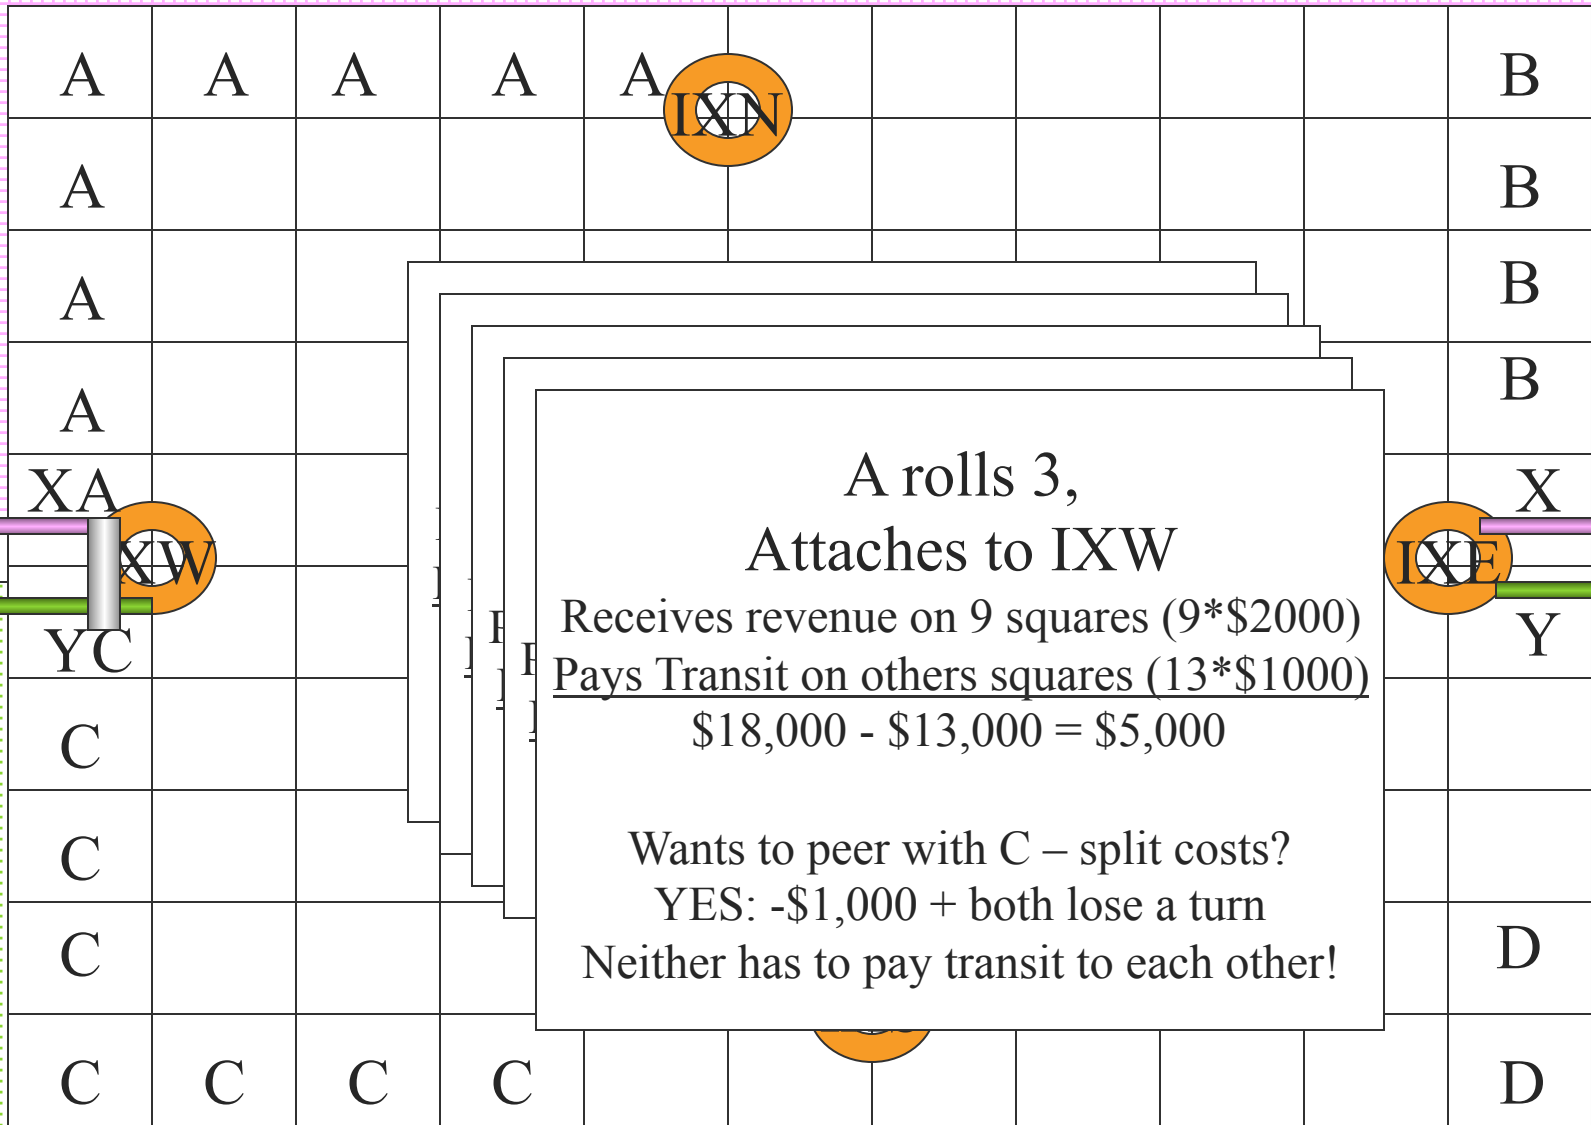 A A A A A IXN B
A B
A B
A B
XA X
XW IXE
YC Y
A rolls 3,
Attaches to IXW
Receives revenue on 9 squares (9*$2000)
Pays Transit on others squares (13*$1000)
$18,000 - $13,000 = $5,000
Wants to peer with C – split costs?
YES: -$1,000 + both lose a turn
Neither has to pay transit to each other!
C
C
C D
C C C C D